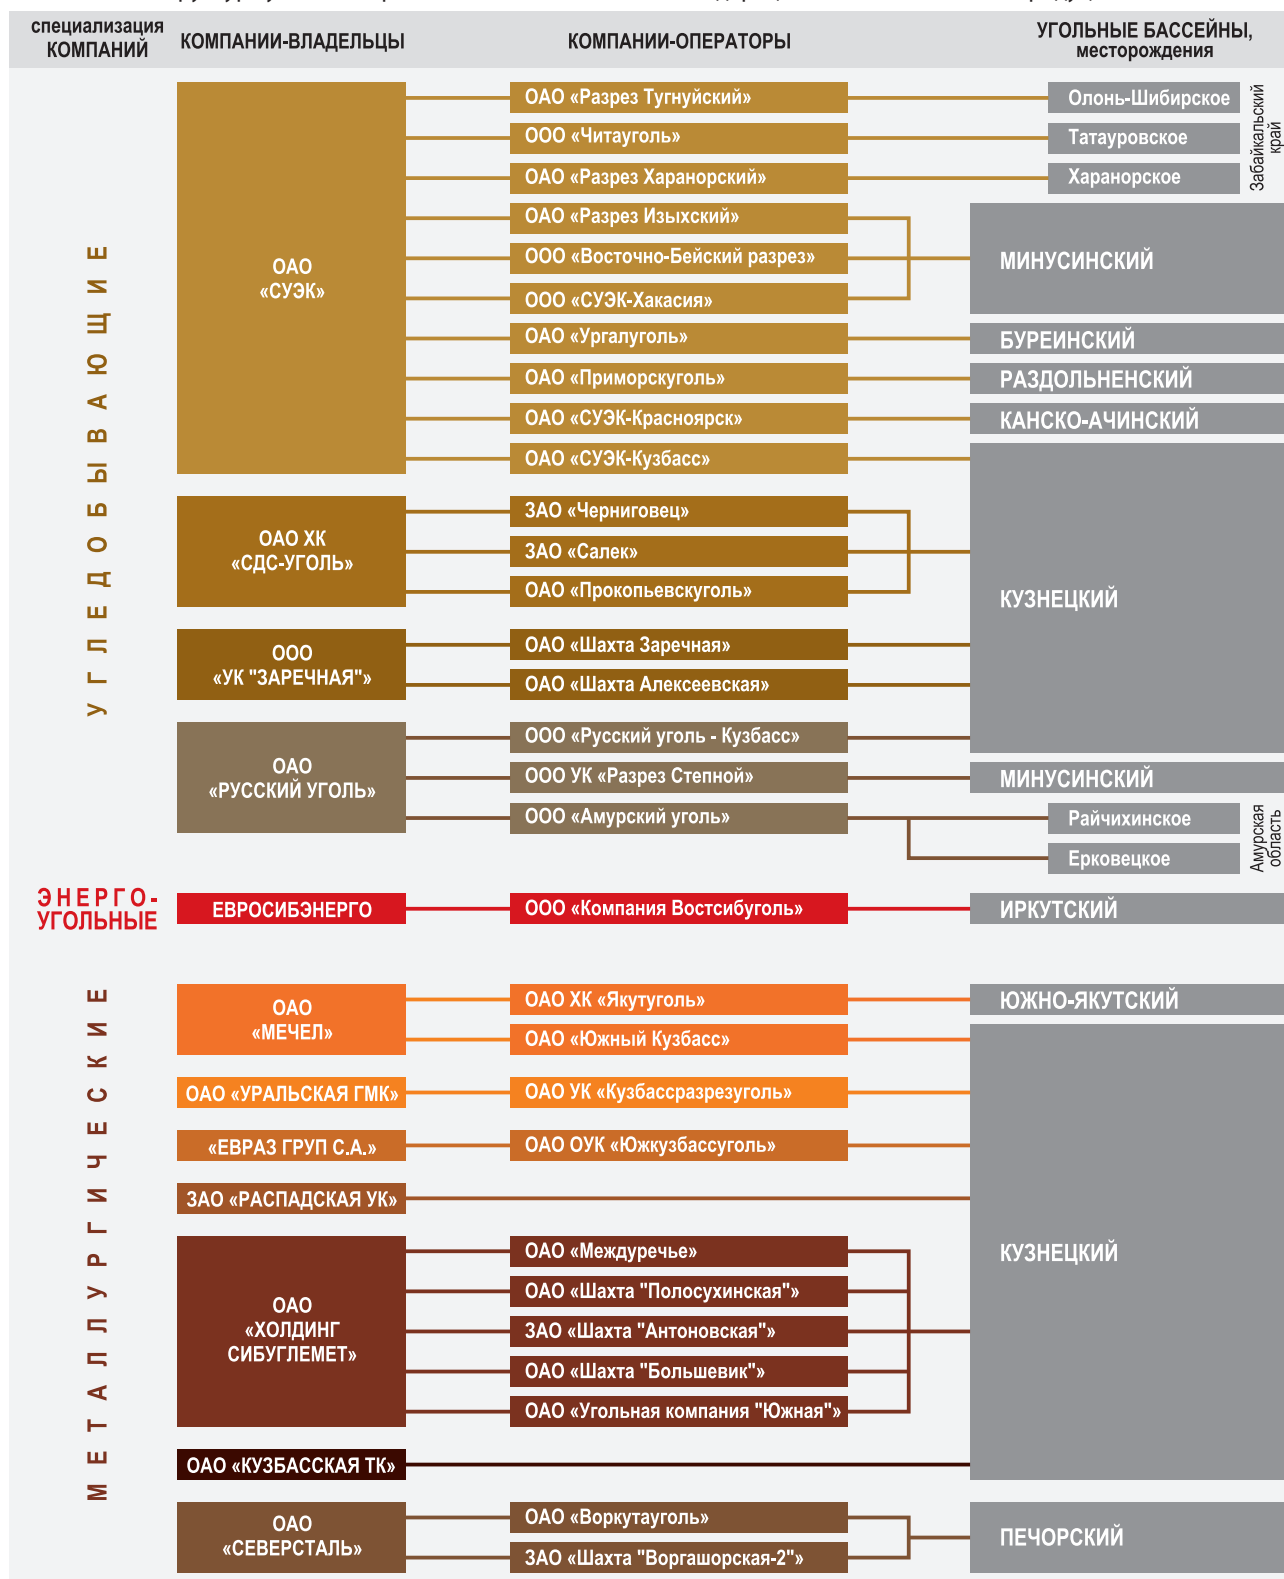 специализация
КОМПАНИЙ
КОМПАНИИ-ВЛАДЕЛЬЦЫ
КОМПАНИИ-ОПЕРАТОРЫ
УГОЛЬНЫЕ БАССЕЙНЫ,
месторождения
УГЛЕДОБЫВАЮЩИЕ
ОАО
«СУЭК»
ОАО «Разрез Тугнуйский»
Олонь-Шибирское
ООО «Читауголь»
Татауровское
ОАО «Разрез Харанорский»
Харанорское
Забайкальский
край
ОАО «Разрез Изыхский»
ООО «Восточно-Бейский разрез»
ООО «СУЭК-Хакасия»
МИНУСИНСКИЙ
ОАО «Ургалуголь»
БУРЕИНСКИЙ
ОАО «Приморскуголь»
РАЗДОЛЬНЕНСКИЙ
ОАО «СУЭК-Красноярск»
КАНСКО-АЧИНСКИЙ
ОАО «СУЭК-Кузбасс»
ОАО ХК
«СДС-УГОЛЬ»
ЗАО «Черниговец»
ЗАО «Салек»
ОАО «Прокопьевскуголь»
КУЗНЕЦКИЙ
ООО
«УК "ЗАРЕЧНАЯ"»
ОАО «Шахта Заречная»
ОАО «Шахта Алексеевская»
ОАО
«РУССКИЙ УГОЛЬ»
ООО «Русский уголь - Кузбасс»
ООО УК «Разрез Степной»
МИНУСИНСКИЙ
ООО «Амурский уголь»
Райчихинское
Ерковецкое
Амурская
область
ЭНЕРГО-
УГОЛЬНЫЕ
ЕВРОСИБЭНЕРГО
ООО «Компания Востсибуголь»
ИРКУТСКИЙ
МЕТАЛЛУРГИЧЕСКИЕ
ОАО
«МЕЧЕЛ»
ОАО ХК «Якутуголь»
ЮЖНО-ЯКУТСКИЙ
ОАО «Южный Кузбасс»
ОАО «УРАЛЬСКАЯ ГМК»
ОАО УК «Кузбассразрезуголь»
«ЕВРАЗ ГРУП С.А.»
ОАО ОУК «Южкузбассуголь»
ЗАО «РАСПАДСКАЯ УК»
КУЗНЕЦКИЙ
ОАО
«ХОЛДИНГ
СИБУГЛЕМЕТ»
ОАО «Междуречье»
ОАО «Шахта "Полосухинская"»
ЗАО «Шахта "Антоновская"»
ОАО «Шахта "Большевик"»
ОАО «Угольная компания "Южная"»
ОАО «КУЗБАССКАЯ ТК»
ОАО
«СЕВЕРСТАЛЬ»
ОАО «Воркутауголь»
ЗАО «Шахта "Воргашорская-2"»
ПЕЧОРСКИЙ